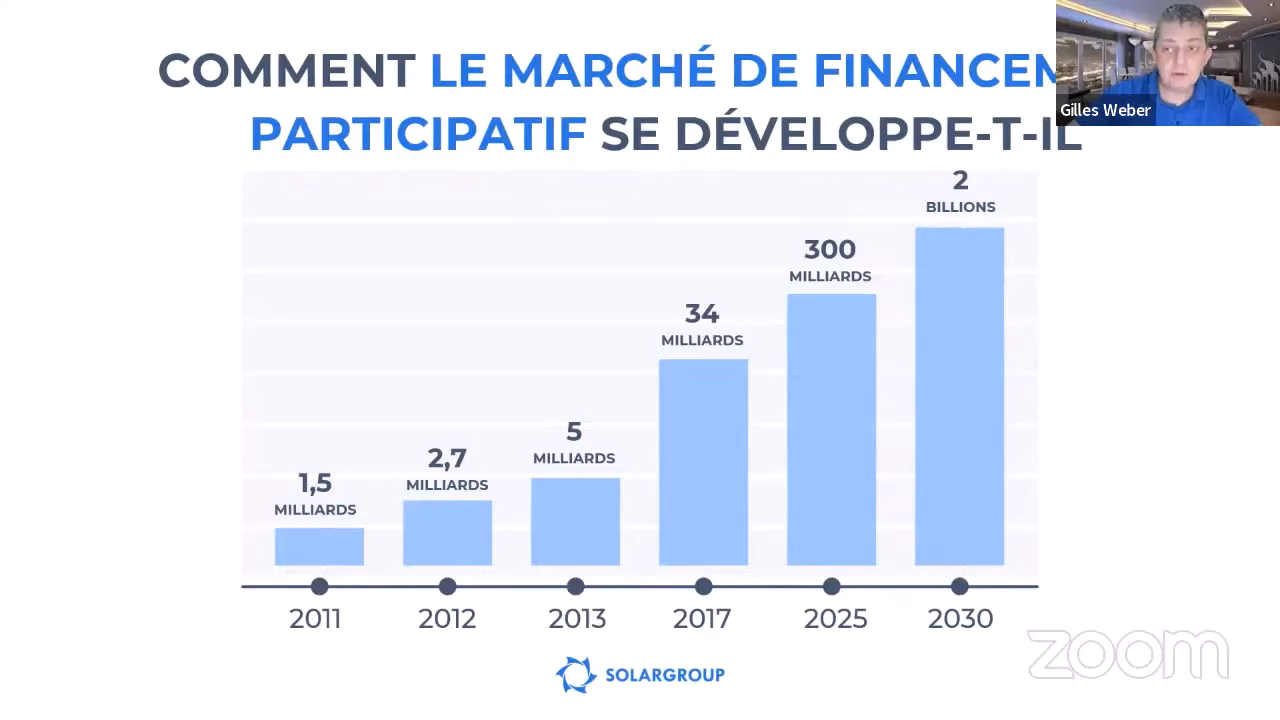 COMMENT LE MARCHÉ DE FINANCEM
PARTICIPATIF SE DÉVELOPPE-T-IL
Gilles Weber
2
BILLIONS
300
MILLIARDS
34
MILLIARDS
5
MILLIARDS
2,7
MILLIARDS
1,5
MILLIARDS
2011 2012 2013 2017 2025 2030
zoom
SOLARGROUP